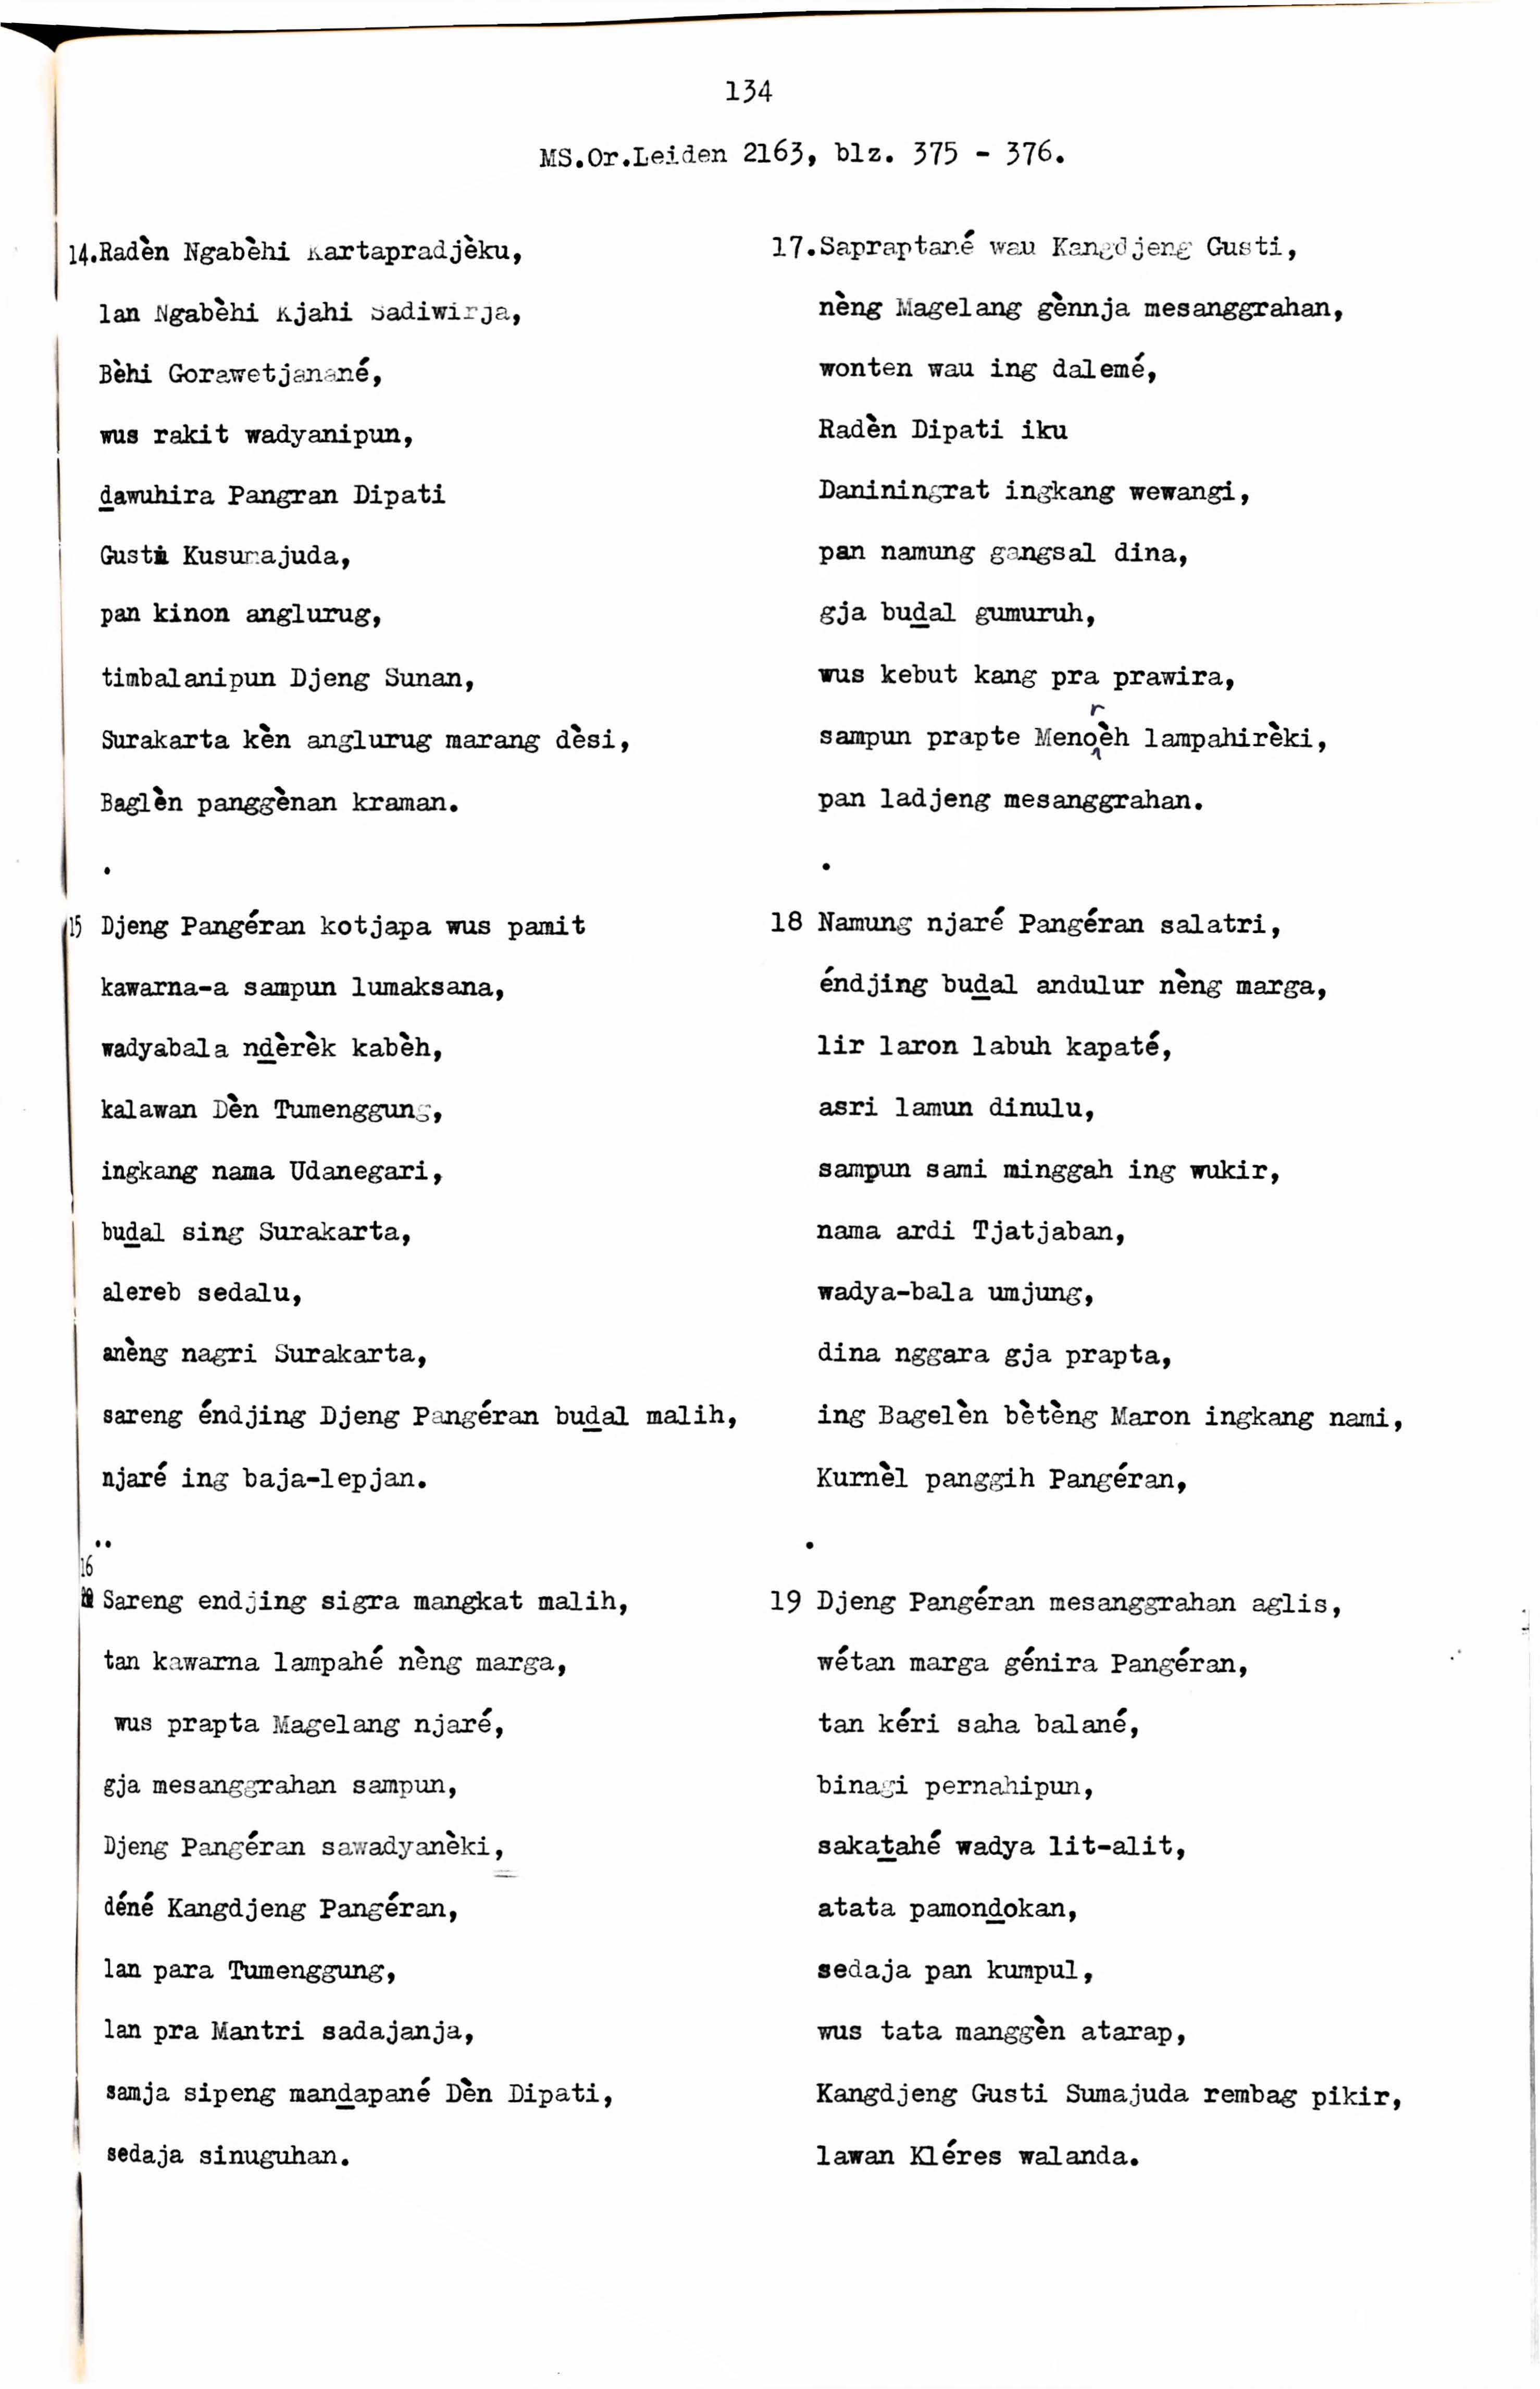 134
MS.Or.Leiden 2163, blz. 375 - 376.
14.Radèn Ngabèhi Kartapradjèku,
lan Ngabèhi Kjahi Sadiwirja,
Bèhi Gorawetjanané,
wus rakit wadyanipun,
ḏawuhira Pangran Dipati
Gusti Kusumajuda,
pan kinon anglurug,
timbalanipun Djeng Sunan,
Surakarta kèn anglurug marang dèsi,
Baglèn panggènan kraman.
.
15 Djeng Pangéran kotjapa wus pamit
kawarna-a sampun lumaksana,
wadyabala nḏèrèk kabèh,
kalawan Dèn Tumenggung,
ingkang nama Udanegari,
buḏal sing Surakarta,
alereb sedalu,
anèng nagri Surakarta,
sareng éndjing Djeng Pangéran buḏal malih,
njaré ing baja-lepjan.
..
16
Sareng endjing sigra mangkat malih,
tan kawarna lampahé nèng marga,
wus prapta Magelang njaré,
gja mesanggrahan sampun,
Djeng Pangéran sawadyanèki,
déné Kangdjeng Pangéran,
lan para Tumenggung,
lan pra Mantri sadajanja,
samja sipeng manḏapané Dèn Dipati,
sedaja sinuguhan.
17.Sapraptané wau Kangdjeng Gusti,
nèng Magelang gènnja mesanggrahan,
wonten wau ing dalemé,
Radèn Dipati iku
Daniningrat ingkang wewangi,
pan namung gangsal dina,
gja buḏal gumuruh,
wus kebut kang pra prawira,
sampun prapte Menorèh lampahirèki,
pan ladjeng mesanggrahan.
.
18 Namung njaré Pangéran salatri,
éndjing buḏal andulur nèng marga,
lir laron labuh kapaté,
asri lamun dinulu,
sampun sami minggah ing wukir,
nama ardi Tjatjaban,
wadya-bala umjung,
dina nggara gja prapta,
ing Bagelèn bètèng Maron ingkang nami,
Kurnèl panggih Pangéran,
.
19 Djeng Pangéran mesanggrahan aglis,
wétan marga génira Pangéran,
tan kéri saha balané,
binagi pernahipun,
sakaṯahé wadya lit-alit,
atata pamonḏokan,
sedaja pan kumpul,
wus tata manggèn atarap,
Kangdjeng Gusti Sumajuda rembag pikir,
lawan Kléres walanda.